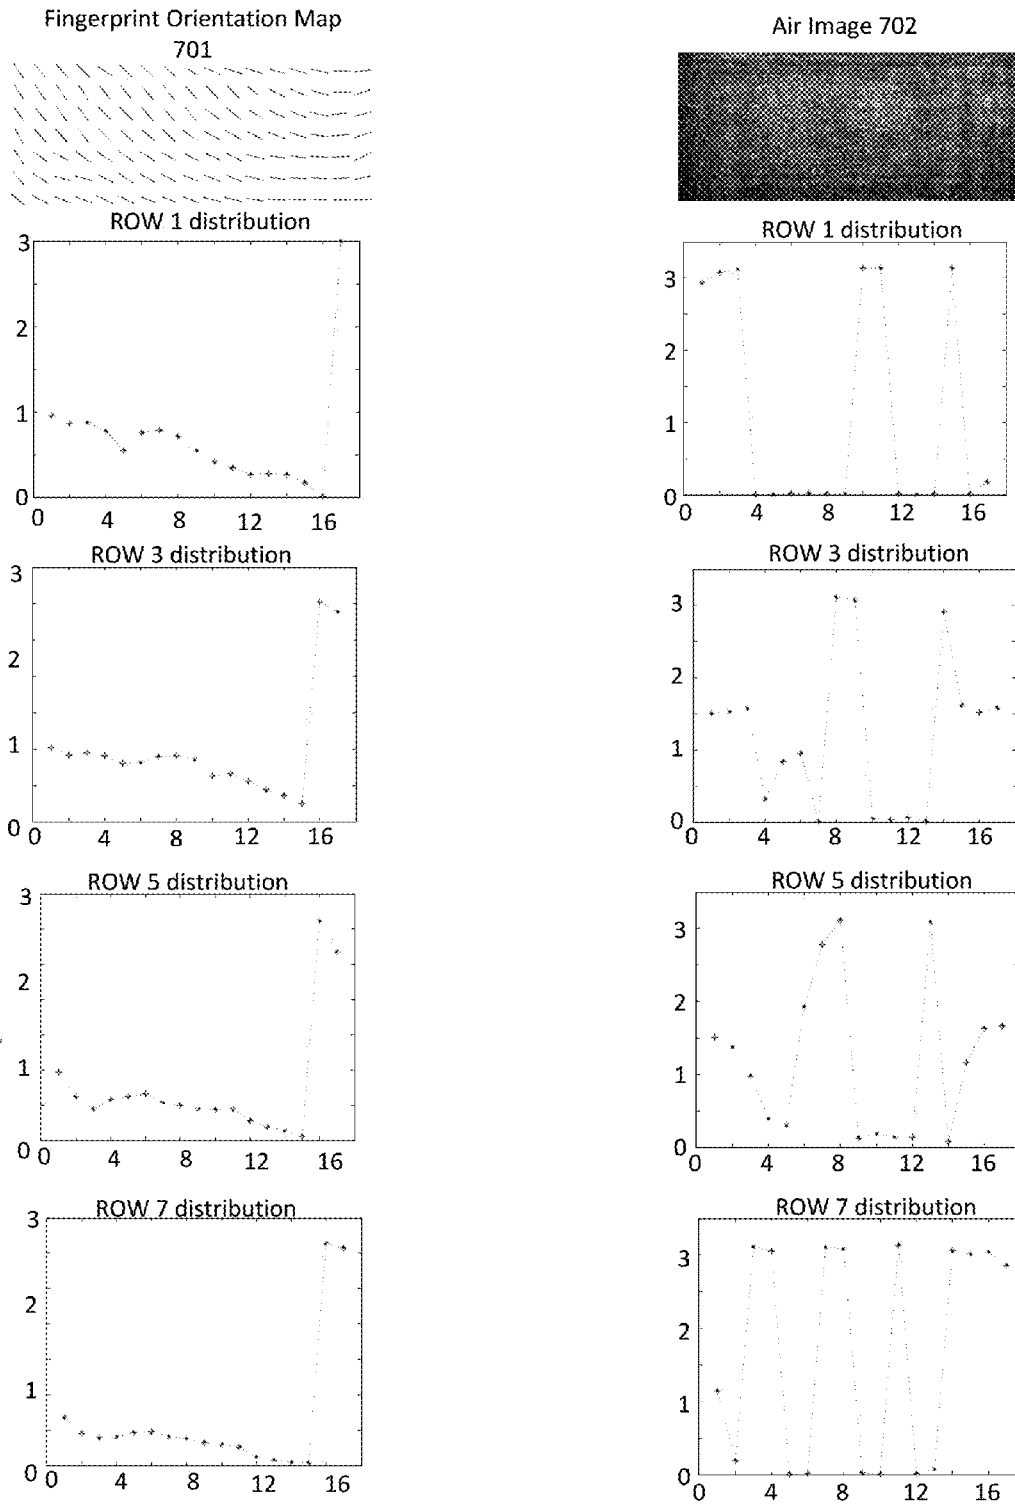 Fingerprint Orientation Map
701
ROW 1 distribution
3
2
1
0
0 4 8 12 16
ROW 3 distribution
3
2
1
0
0 4 8 12 16
ROW 5 distribution
3
2
1
0
0 4 8 12 16
ROW 7 distribution
3
2
1
0
0 4 8 12 16
Air Image 702
ROW 1 distribution
3
2
1
0
0 4 8 12 16
ROW 3 distribution
3
2
1
0
0 4 8 12 16
ROW 5 distribution
3
2
1
0
0 4 8 12 16
ROW 7 distribution
3
2
1
0
0 4 8 12 16